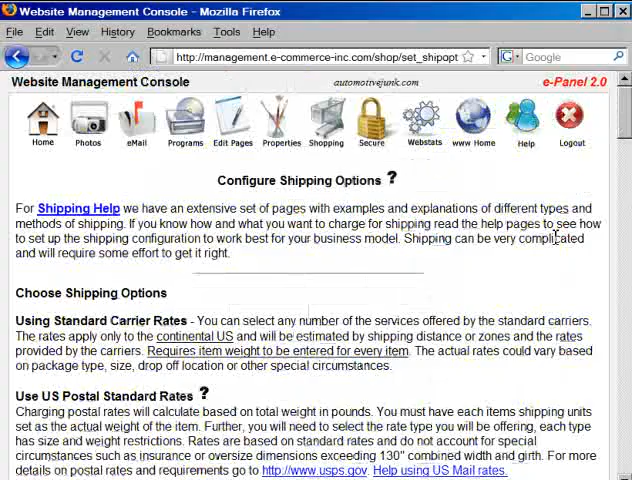 Website Management Console - Mozilla Firefox
File Edit View History Bookmarks Tools Help
http://management.e-commerce-inc.com/shop/set_shipopt Google
Website Management Console automotivejunk.com e-Panel 2.0
Home Photos eMail Programs Edit Pages Properties Shopping Secure Webstats www Home Help Logout
Configure Shipping Options ?
For Shipping Help we have an extensive set of pages with examples and explanations of different types and
methods of shipping. If you know how and what you want to charge for shipping read the help pages to see how
to set up the shipping configuration to work best for your business model. Shipping can be very complicated
and will require some effort to get it right.
Choose Shipping Options
Using Standard Carrier Rates - You can select any number of the services offered by the standard carriers.
The rates apply only to the continental US and will be estimated by shipping distance or zones and the rates
provided by the carriers. Requires item weight to be entered for every item. The actual rates could vary based
on package type, size, drop off location or other special circumstances.
Use US Postal Standard Rates ?
Charging postal rates will calculate based on total weight in pounds. You must have each items shipping units
set as the actual weight of the item. Further, you will need to select the rate type you will be offering, each type
has size and weight restrictions. Rates are based on standard rates and do not account for special
circumstances such as insurance or oversize dimensions exceeding 130" combined width and girth. For more
details on postal rates and requirements go to http://www.usps.gov. Help using US Mail rates.